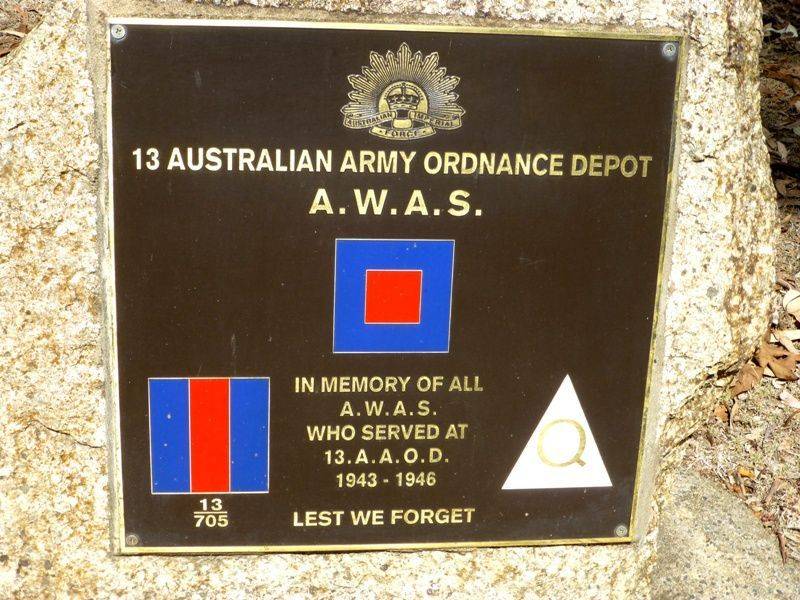 AUSTRALIAN IMPERIAL
FORCE
13 AUSTRALIAN ARMY ORDNANCE DEPOT
A.W.A.S.
IN MEMORY OF ALL
A.W.A.S.
WHO SERVED AT
13.A.A.O.D.
1943 - 1946
Q
13
705
LEST WE FORGET